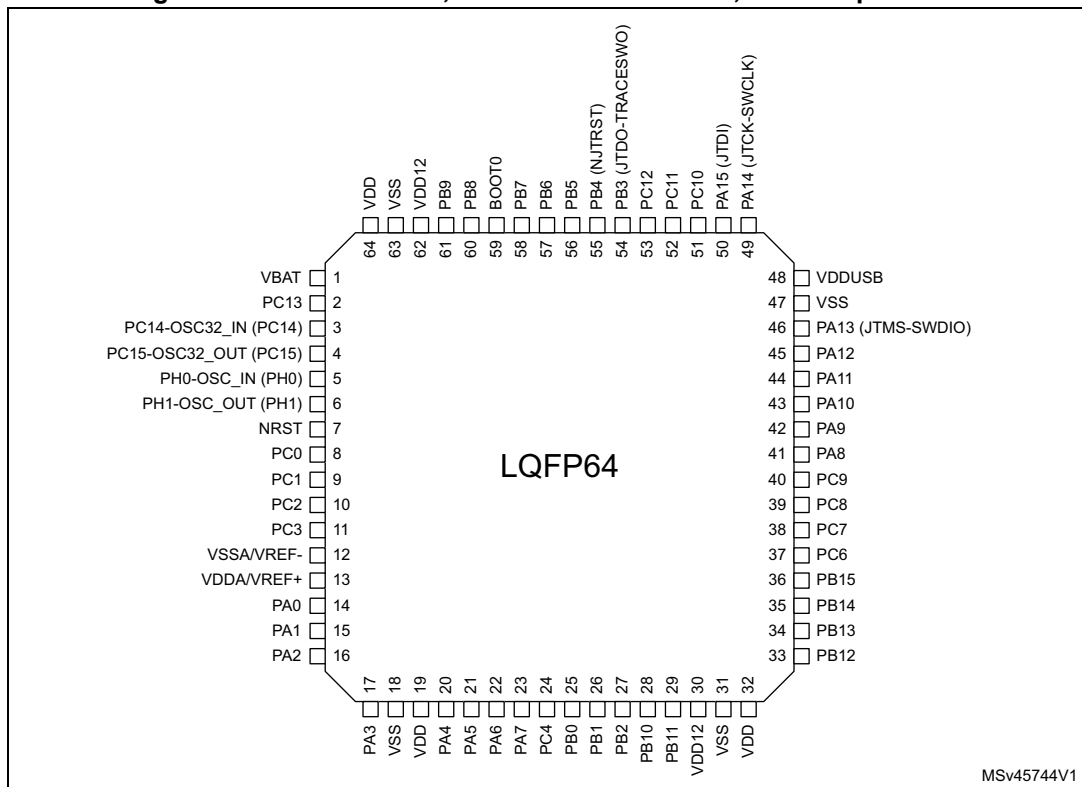 VDD
VSS
VDD12
PB9
PB8
BOOT0
PB7
PB6
PB5
PB4 (NJTRST)
PB3 (JTDO-TRACESWO)
PC12
PC11
PC10
PA15 (JTDI)
PA14 (JTCK-SWCLK)
64 63 62 61 60 59 58 57 56 55 54 53 52 51 50 49
VBAT 1
PC13 2
PC14-OSC32_IN (PC14) 3
PC15-OSC32_OUT (PC15) 4
PH0-OSC_IN (PH0) 5
PH1-OSC_OUT (PH1) 6
NRST 7
PC0 8
PC1 9
PC2 10
PC3 11
VSSA/VREF- 12
VDDA/VREF+ 13
PA0 14
PA1 15
PA2 16
LQFP64
48 VDDUSB
47 VSS
46 PA13 (JTMS-SWDIO)
45 PA12
44 PA11
43 PA10
42 PA9
41 PA8
40 PC9
39 PC8
38 PC7
37 PC6
36 PB15
35 PB14
34 PB13
33 PB12
17 18 19 20 21 22 23 24 25 26 27 28 29 30 31 32
PA3
VSS
VDD
PA4
PA5
PA6
PA7
PC4
PB0
PB1
PB2
PB10
PB11
VDD12
VSS
VDD
MSv45744V1